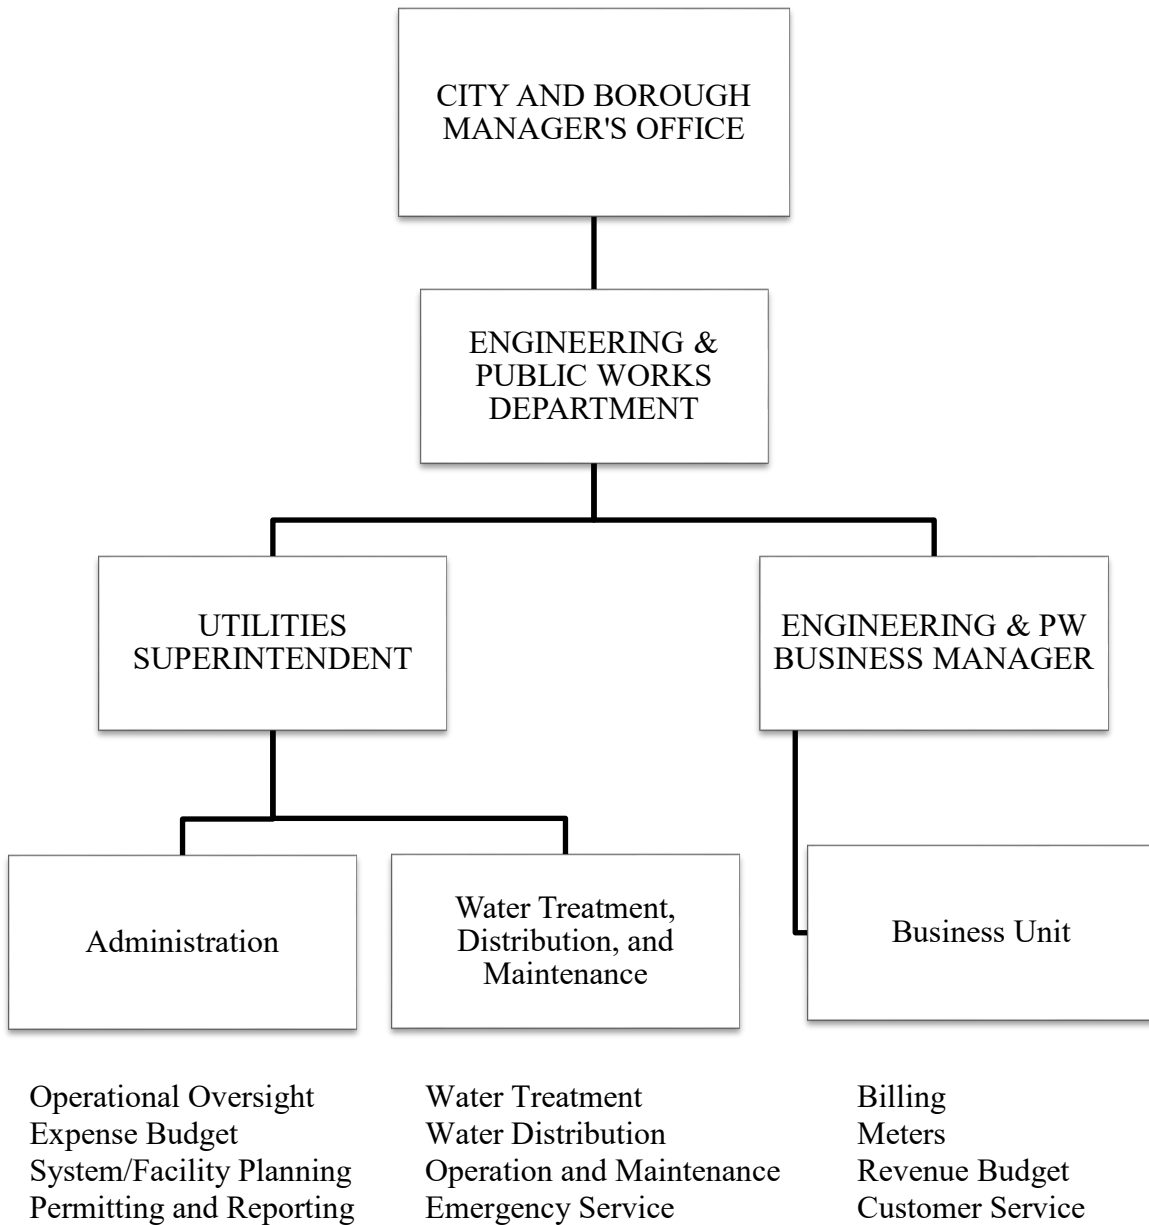 CITY AND BOROUGH
MANAGER'S OFFICE
ENGINEERING &
PUBLIC WORKS
DEPARTMENT
UTILITIES
SUPERINTENDENT
ENGINEERING & PW
BUSINESS MANAGER
Administration
Water Treatment,
Distribution, and
Maintenance
Business Unit
Operational Oversight
Expense Budget
System/Facility Planning
Permitting and Reporting
Water Treatment
Water Distribution
Operation and Maintenance
Emergency Service
Billing
Meters
Revenue Budget
Customer Service